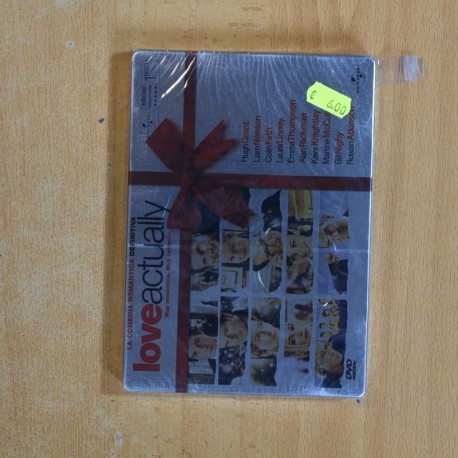 € 6,00
Hugh Grant
Liam Neeson
Colin Firth
Laura Linney
Emma Thompson
Alan Rickman
Keira Knightley
Martine McCut
Bill Nighy
Rowan Atkinson
LA COMEDIA ROMÁNTICA DEFINITIVA
loveactually
DVD